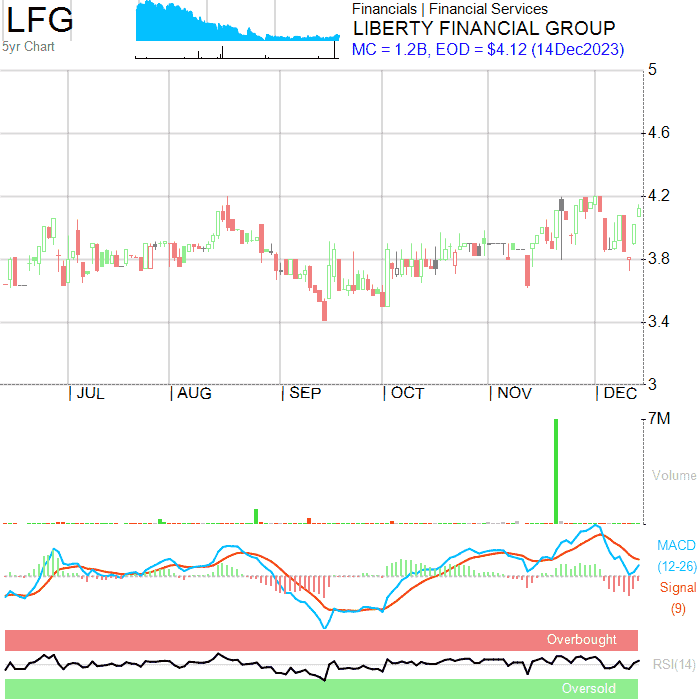 LFG
5yr Chart
Financials | Financial Services
LIBERTY FINANCIAL GROUP
MC = 1.2B, EOD = $4.12 (14Dec2023)
5
4.6
4.2
3.8
3.4
3
| JUL | AUG | SEP | OCT | NOV | DEC
7M
Volume
MACD
(12-26)
Signal
(9)
Overbought
RSI(14)
Oversold